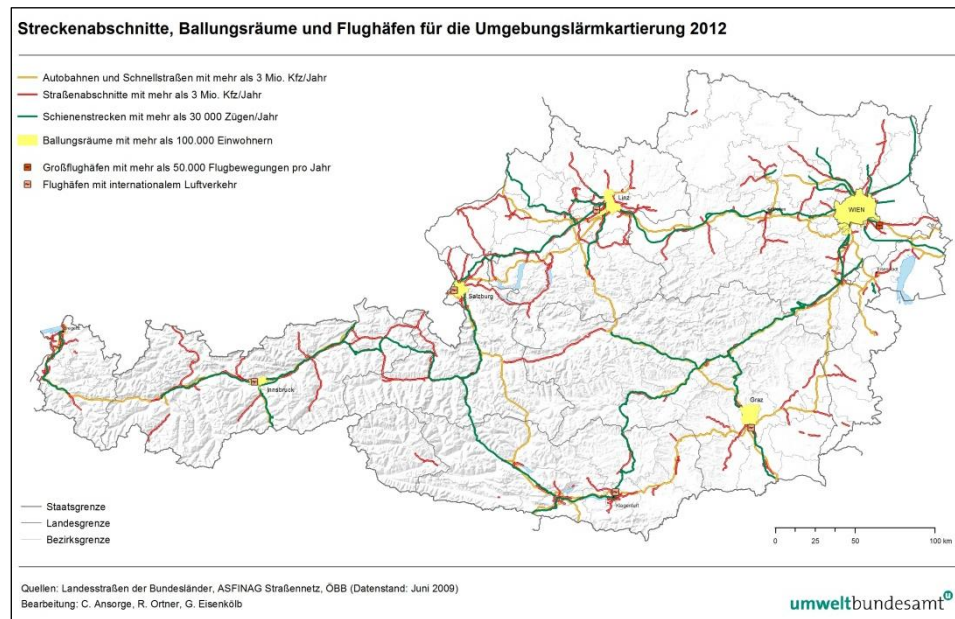 Streckenabschnitte, Ballungsräume und Flughäfen für die Umgebungslärmkartierung 2012
Autobahnen und Schnellstraßen mit mehr als 3 Mio. Kfz/Jahr
Straßenabschnitte mit mehr als 3 Mio. Kfz/Jahr
Schienenstrecken mit mehr als 30 000 Zügen/Jahr
Ballungsräume mit mehr als 100.000 Einwohnern
Großflughäfen mit mehr als 50.000 Flugbewegungen pro Jahr
Flughäfen mit internationalem Luftverkehr
Linz
WIEN
Salzburg
Innsbruck
Graz
Klagenfurt
Staatsgrenze
Landesgrenze
Bezirksgrenze
0 25 50 100 km
Quellen: Landesstraßen der Bundesländer, ASFINAG Straßennetz, ÖBB (Datenstand: Juni 2009)
Bearbeitung: C. Ansorge, R. Ortner, G. Eisenkölb
umweltbundesamt